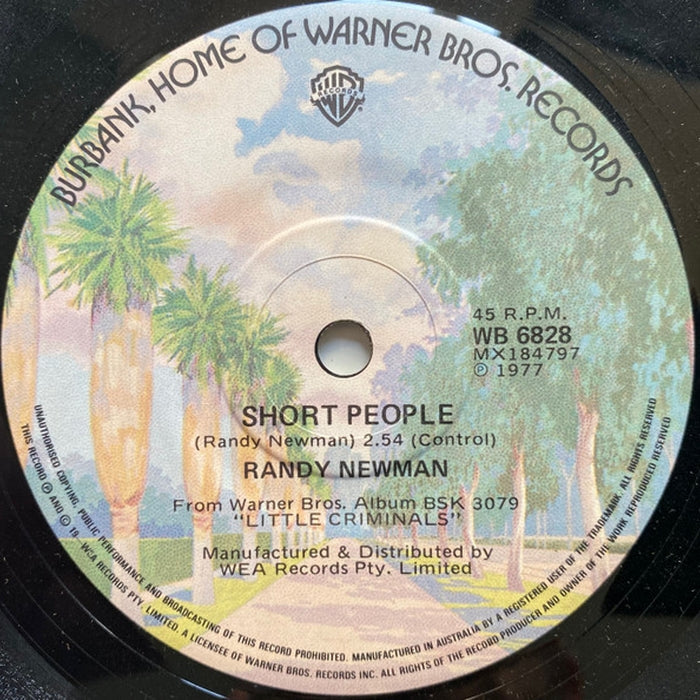 BURBANK, HOME OF WARNER BROS. RECORDS
WB
RECORDS
45 R.P.M.
WB 6828
MX184797
℗ 1977
SHORT PEOPLE
(Randy Newman) 2.54 (Control)
RANDY NEWMAN
From Warner Bros. Album BSK 3079
"LITTLE CRIMINALS"
Manufactured & Distributed by
WEA Records Pty. Limited
UNAUTHORISED COPYING, PUBLIC PERFORMANCE AND BROADCASTING OF THIS RECORD PROHIBITED. MANUFACTURED IN AUSTRALIA BY A REGISTERED USER OF THE TRADEMARK. ALL RIGHTS RESERVED
THIS RECORD ℗ AND © 19 WEA RECORDS PTY. LIMITED. A LICENSEE OF WARNER BROS. RECORDS INC. ALL RIGHTS OF THE RECORD PRODUCER AND OWNER OF THE WORK REPRODUCED RESERVED